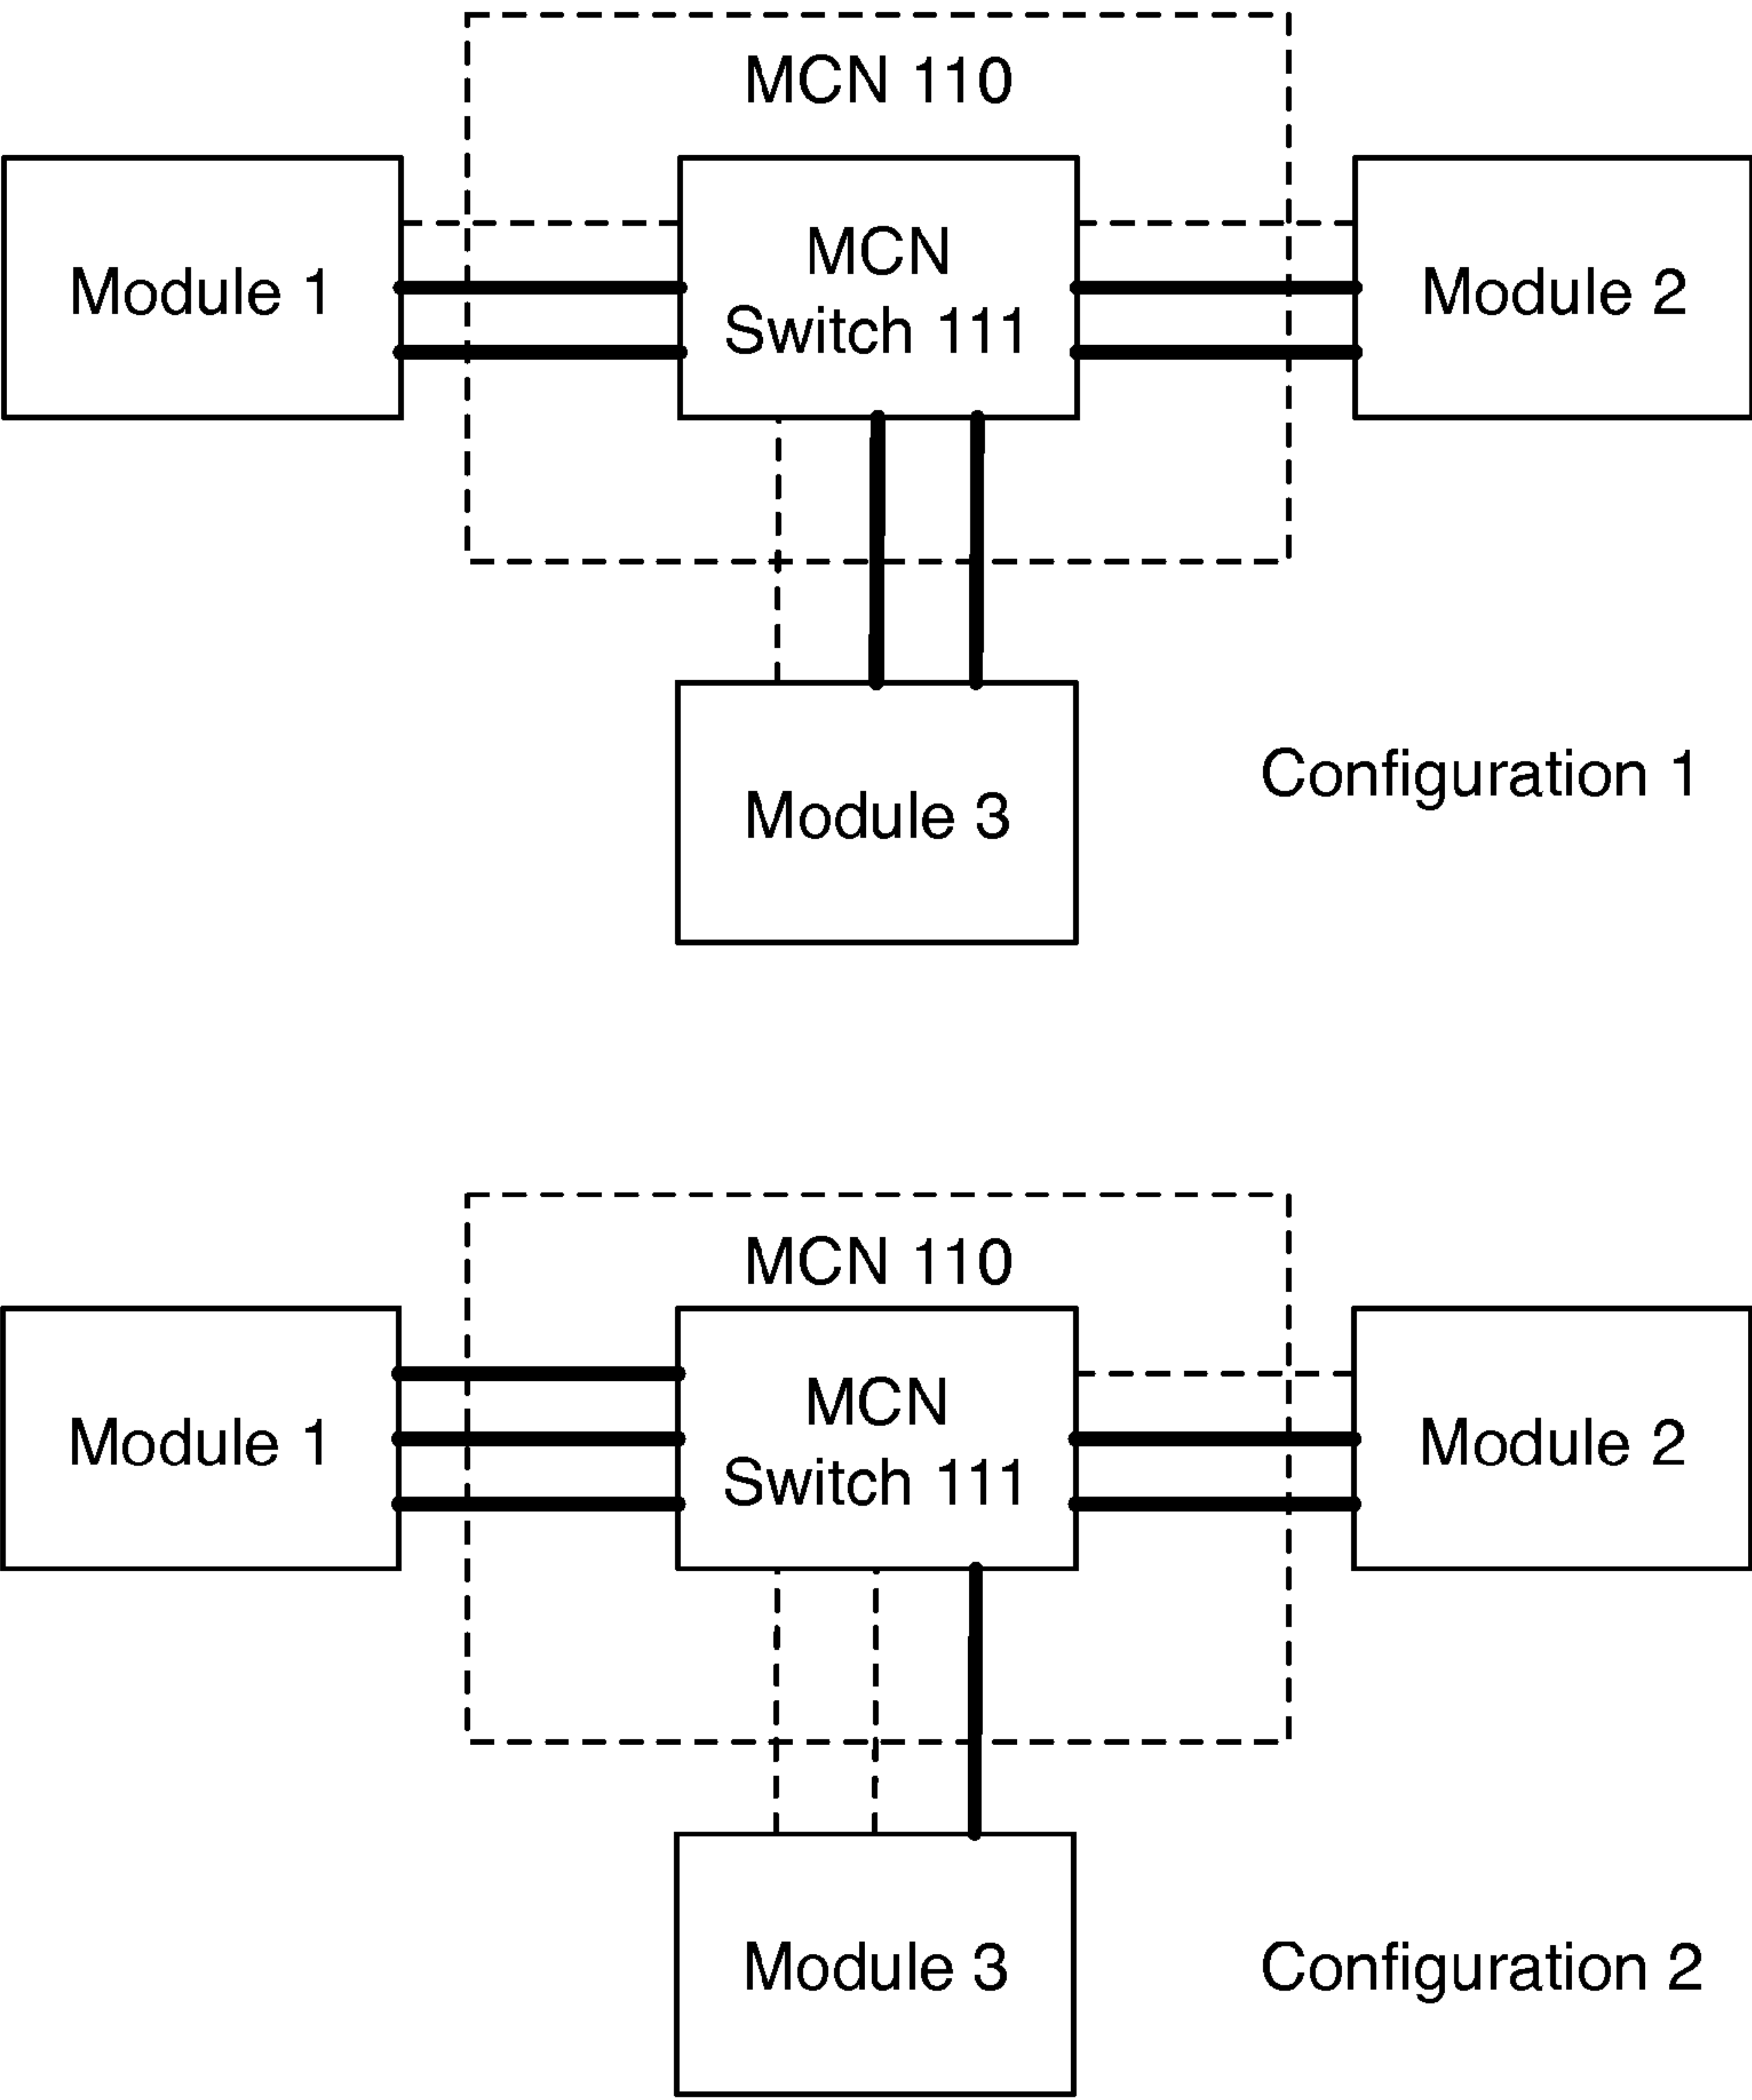 MCN 110
Module 1
MCN
Switch 111
Module 2
Module 3
Configuration 1
MCN 110
Module 1
MCN
Switch 111
Module 2
Module 3
Configuration 2